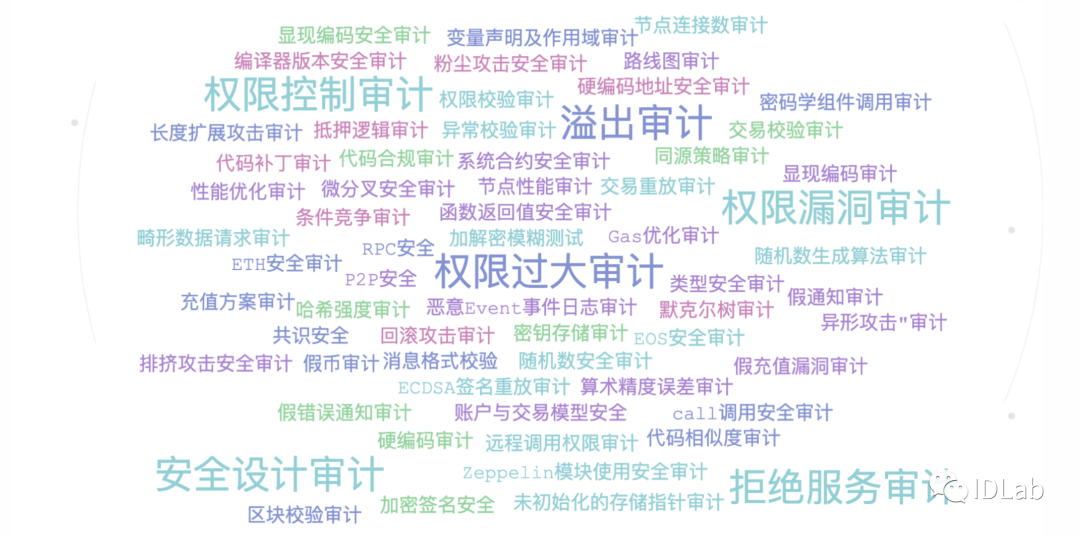 节点连接数审计
显现编码安全审计 变量声明及作用域审计
编译器版本安全审计 粉尘攻击安全审计 路线图审计
硬编码地址安全审计
权限控制审计 权限校验审计 溢出审计 密码学组件调用审计
长度扩展攻击审计 抵押逻辑审计 异常校验审计 交易校验审计
代码补丁审计 代码合规审计 系统合约安全审计 同源策略审计
显现编码审计
性能优化审计 微分叉安全审计 节点性能审计 交易重放审计
权限漏洞审计
条件竞争审计 函数返回值安全审计
畸形数据请求审计 RPC安全 加解密模糊测试 Gas优化审计
随机数生成算法审计
ETH安全审计 P2P安全 权限过大审计 类型安全审计
充值方案审计 哈希强度审计 恶意Event事件日志审计 默克尔树审计 假通知审计
异形攻击"审计
共识安全 回滚攻击审计 密钥存储审计 EOS安全审计
排挤攻击安全审计 假币审计 消息格式校验 随机数安全审计 假充值漏洞审计
ECDSA签名重放审计 算术精度误差审计
假错误通知审计 账户与交易模型安全 call调用安全审计
硬编码审计 远程调用权限审计 代码相似度审计
安全设计审计 Zeppelin模块使用安全审计 拒绝服务审计
IDLab
区块校验审计 加密签名安全 未初始化的存储指针审计